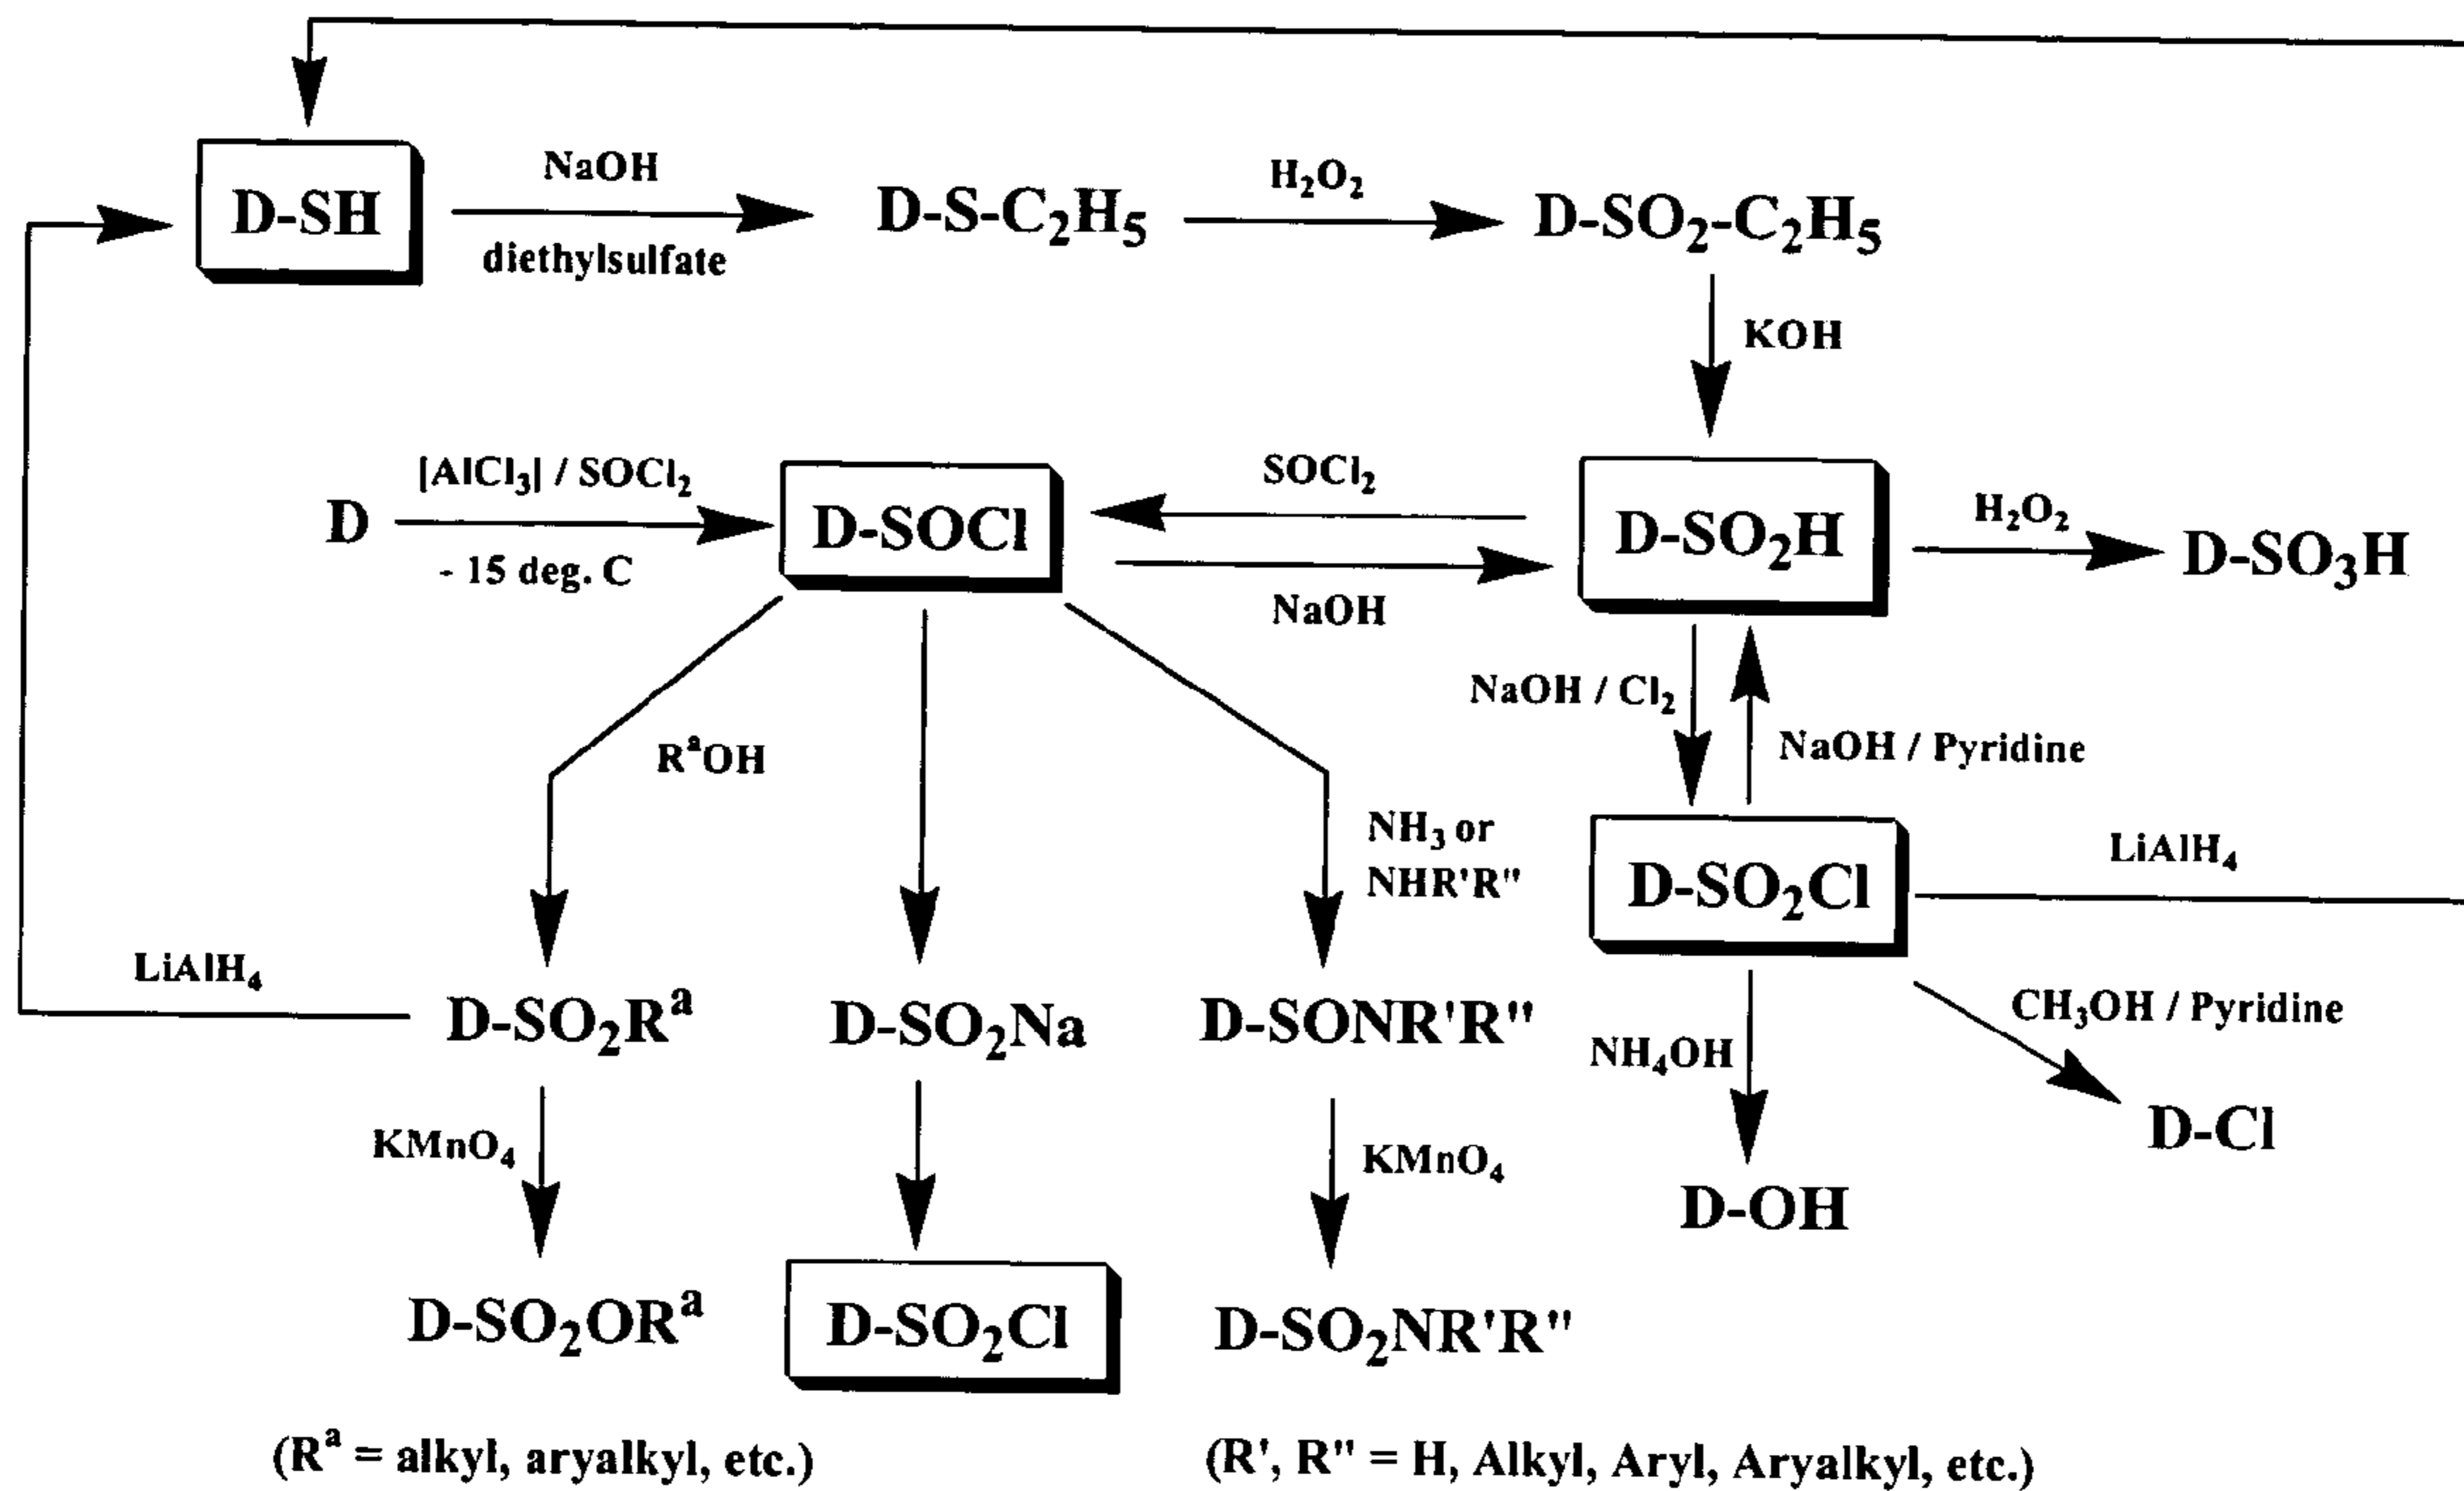 NaOH
H₂O₂
D-SH
D-S-C₂H₅
D-SO₂-C₂H₅
diethylsulfate
KOH
[AlCl₃] / SOCl₂
SOCl₂
H₂O₂
D
D-SOCl
D-SO₂H
D-SO₃H
- 15 deg. C
NaOH
NaOH / Cl₂
NaOH / Pyridine
RᵃOH
NH₃ or
NHR'R"
LiAlH₄
D-SO₂Cl
LiAlH₄
D-SO₂Rᵃ
D-SO₂Na
D-SONR'R"
NH₄OH
CH₃OH / Pyridine
KMnO₄
KMnO₄
D-Cl
D-OH
D-SO₂ORᵃ
D-SO₂Cl
D-SO₂NR'R"
(Rᵃ = alkyl, aryalkyl, etc.)
(R', R" = H, Alkyl, Aryl, Aryalkyl, etc.)